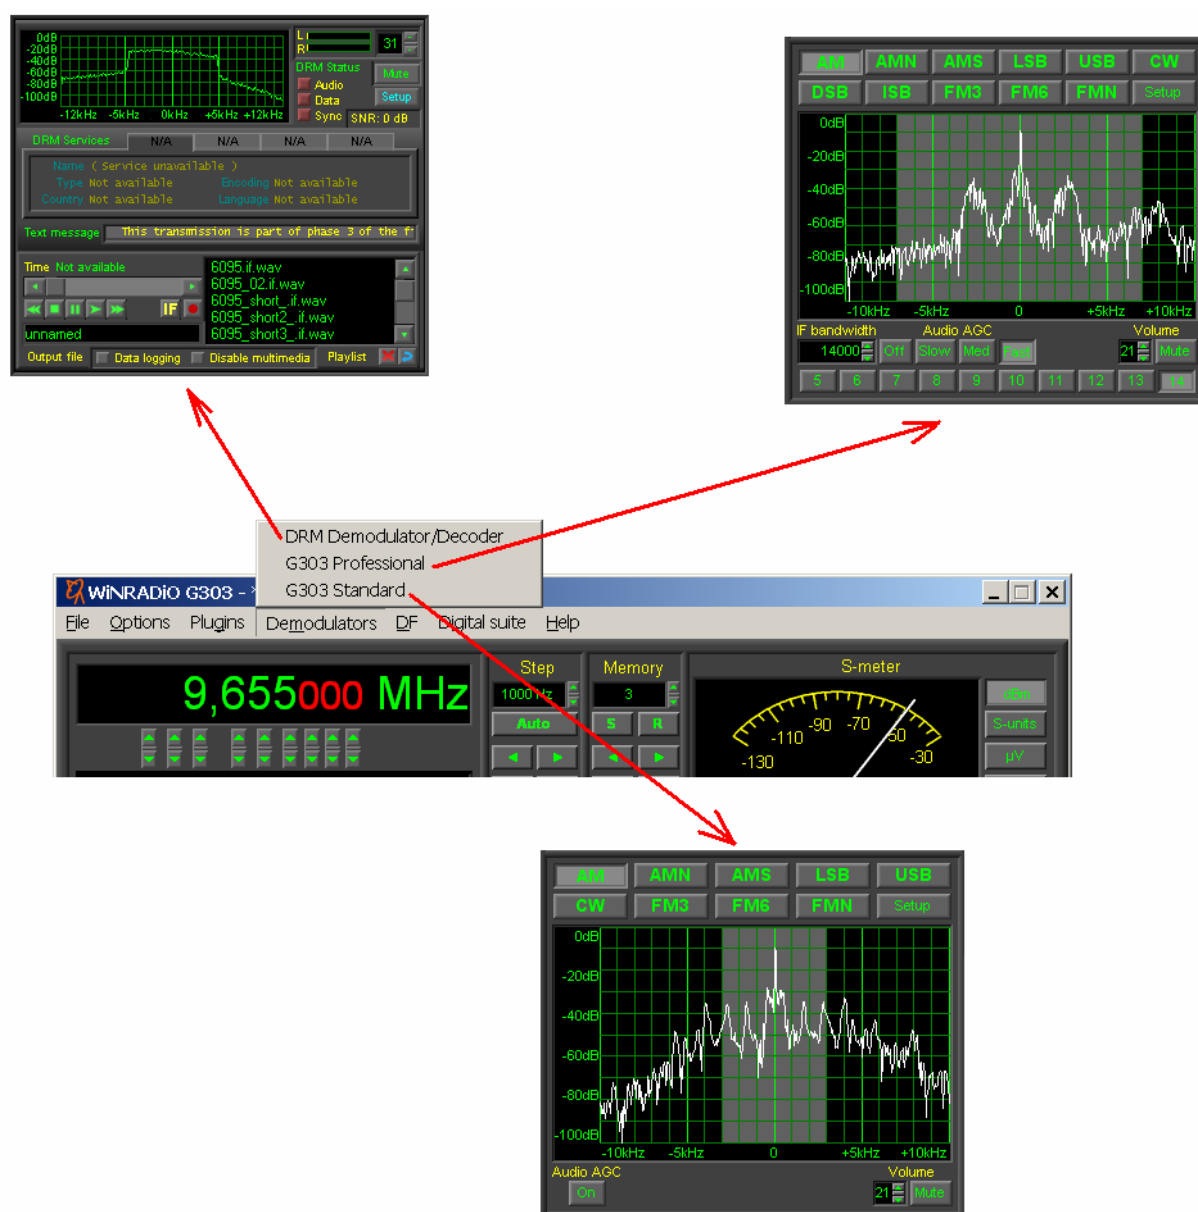 0dB
-20dB
-40dB
-60dB
-80dB
-100dB
-12kHz -5kHz 0kHz +5kHz +12kHz
L
R
31
DRM Status
Mute
Audio
Data
Setup
Sync
SNR: 0 dB
DRM Services N/A N/A N/A N/A
Name ( Service unavailable )
Type Not available Encoding Not available
Country Not available Language Not available
Text message This transmission is part of phase 3 of the f
Time Not available
6095.if.wav
6095_02.if.wav
6095_short_.if.wav
6095_short2_.if.wav
6095_short3_.if.wav
IF
unnamed
Output file Data logging Disable multimedia Playlist
AM AMN AMS LSB USB CW
DSB ISB FM3 FM6 FMN Setup
0dB
-20dB
-40dB
-60dB
-80dB
-100dB
-10kHz -5kHz 0 +5kHz +10kHz
IF bandwidth Audio AGC Volume
14000 Off Slow Med Fast 21 Mute
5 6 7 8 9 10 11 12 13 14
DRM Demodulator/Decoder
G303 Professional
G303 Standard
WiNRADiO G303 -
File Options Plugins Demodulators DF Digital suite Help
9,655000 MHz
Step
1000 Hz
Auto
Memory
3
S R
S-meter
-130 -110 -90 -70 -50 -30
dBm
S-units
µV
AM AMN AMS LSB USB
CW FM3 FM6 FMN Setup
0dB
-20dB
-40dB
-60dB
-80dB
-100dB
-10kHz -5kHz 0 +5kHz +10kHz
Audio AGC Volume
On 21 Mute